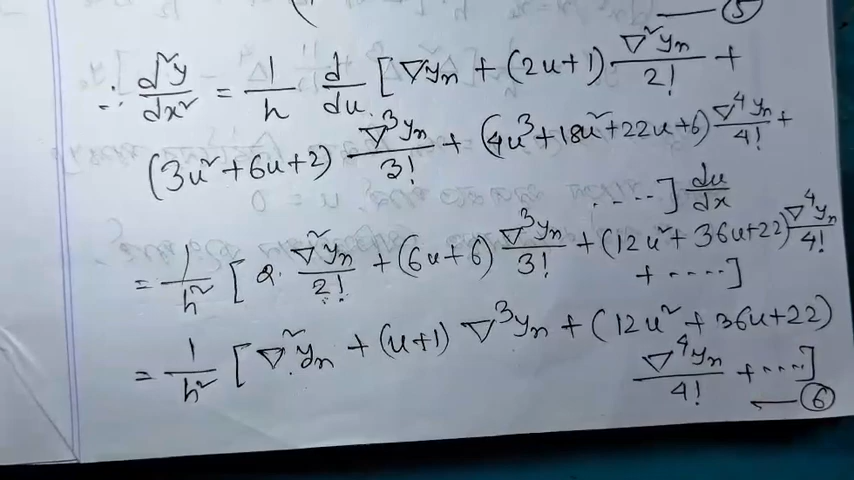 — ⑤
∴ d²y/dx² = 1/h d/du [∇yₙ + (2u+1) ∇²yₙ/2! +
(3u²+6u+2) ∇³yₙ/3! + (4u³+18u²+22u+6) ∇⁴yₙ/4! +
.....] du/dx
= 1/h² [2. ∇²yₙ/2! + (6u+6) ∇³yₙ/3! + (12u²+36u+22) ∇⁴yₙ/4!
+ .....]
= 1/h² [∇²yₙ + (u+1) ∇³yₙ + (12u²+36u+22)
∇⁴yₙ/4! + ....]
— ⑥